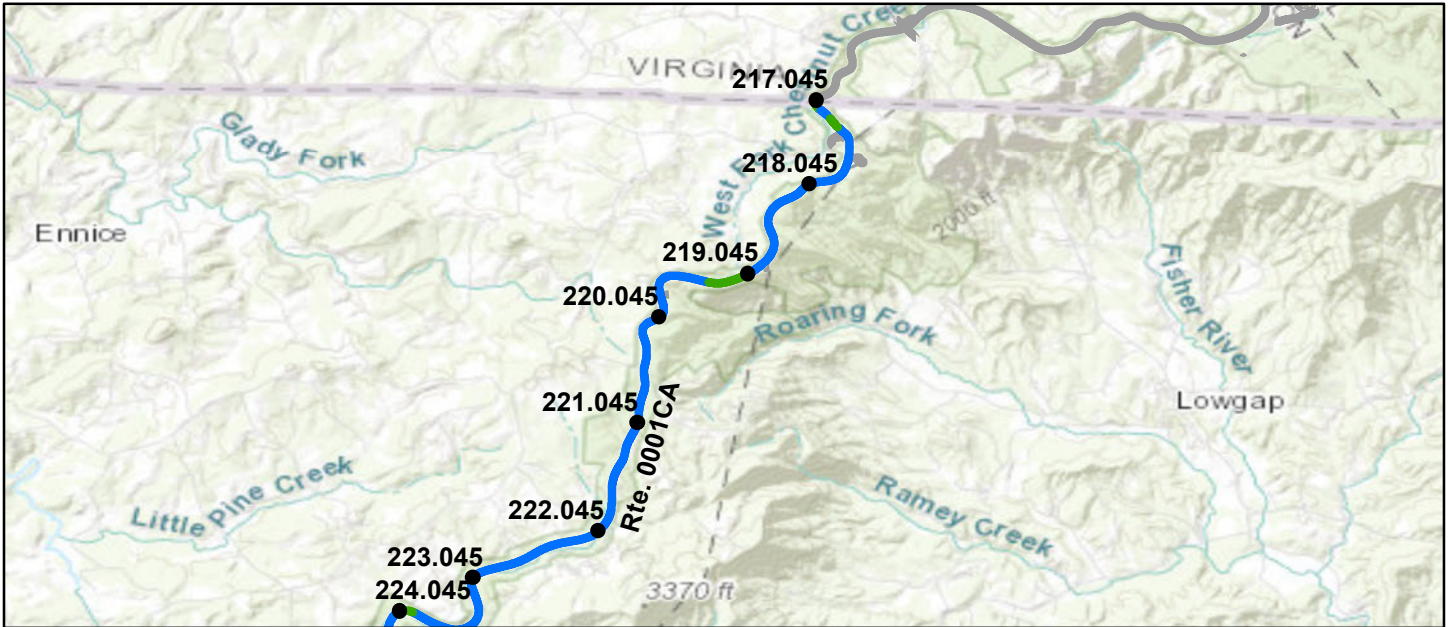 VIRGINIA
217.045
West Fork Chestnut Creek
Glady Fork
218.045
2000 ft
Ennice
219.045
Fisher River
220.045
Roaring Fork
221.045
Rte. 0001CA
Lowgap
Little Pine Creek
222.045
Ramey Creek
223.045
224.045
3370 ft